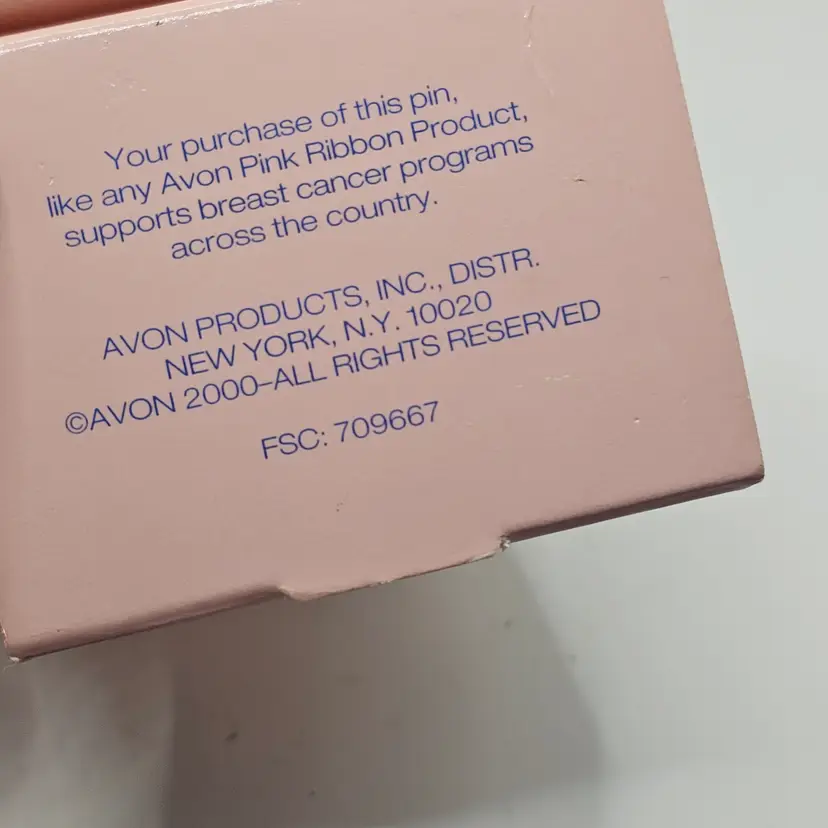 Your purchase of this pin,
like any Avon Pink Ribbon Product,
supports breast cancer programs
across the country.
AVON PRODUCTS, INC., DISTR.
NEW YORK, N.Y. 10020
©AVON 2000–ALL RIGHTS RESERVED
FSC: 709667